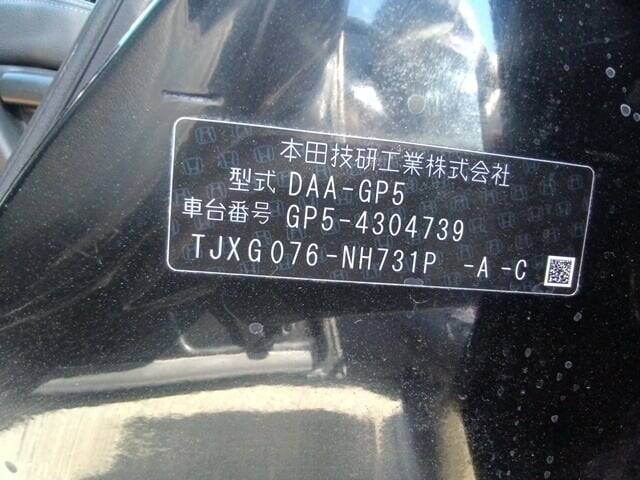 本田技研工業株式会社
型式 DAA-GP5
車台番号 GP5-4304739
TJXG076-NH731P -A -C